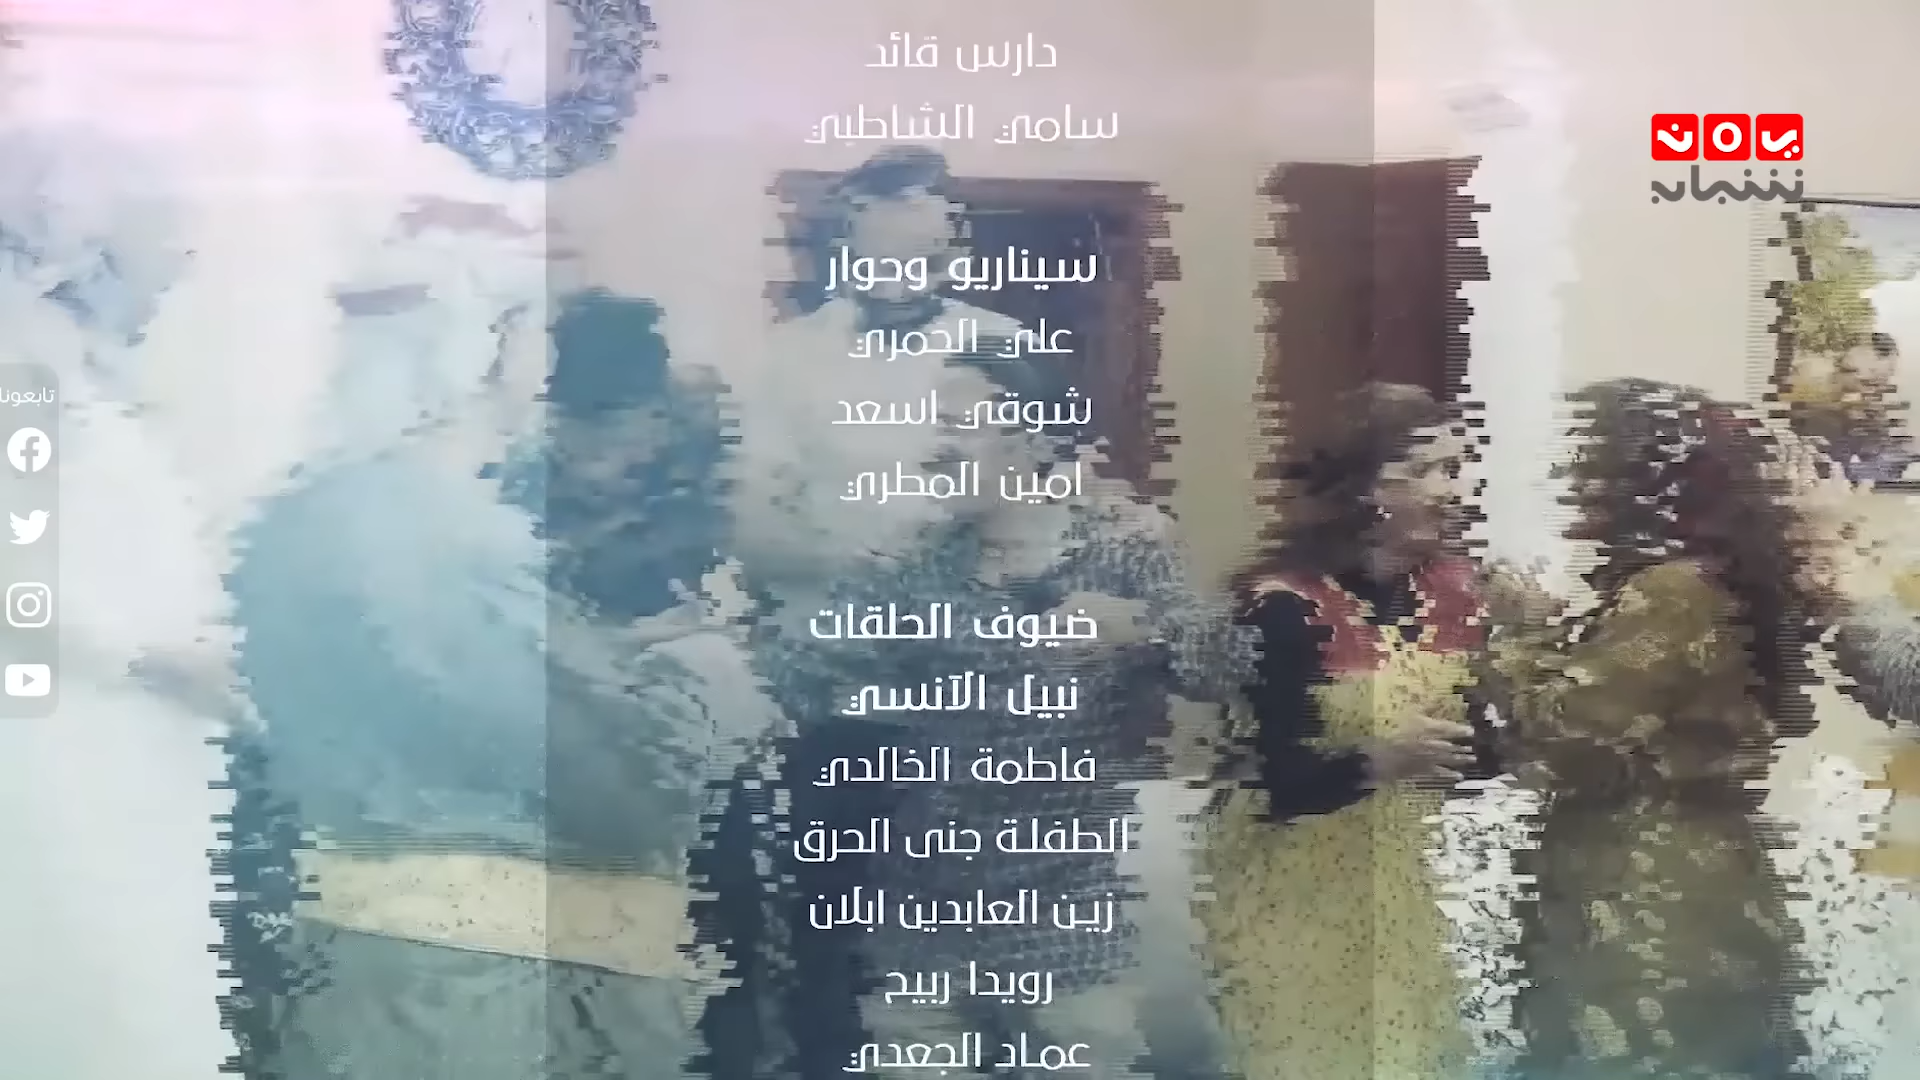 دارس قائد
سامي الشاطبي
يمن
شباب
سيناريو وحوار
علي الحمري
شوقي اسعد
امين المطري
تابعونا
ضيوف الحلقات
نبيل الآنسي
فاطمة الخالدي
الطفلة جنى الحرق
زين العابدين ابلان
رويدا ربيح
عماد الجعدي